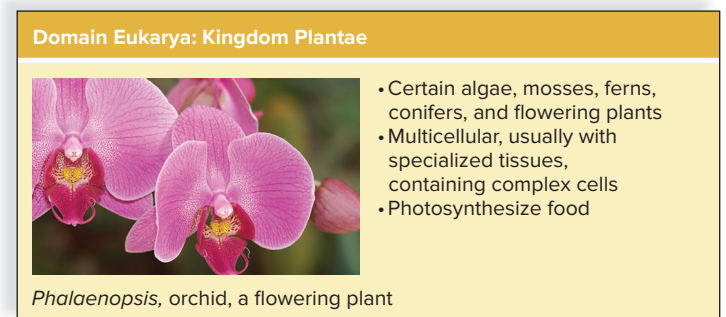 Domain Eukarya: Kingdom Plantae
• Certain algae, mosses, ferns,
conifers, and flowering plants
• Multicellular, usually with
specialized tissues,
containing complex cells
• Photosynthesize food
Phalaenopsis, orchid, a flowering plant